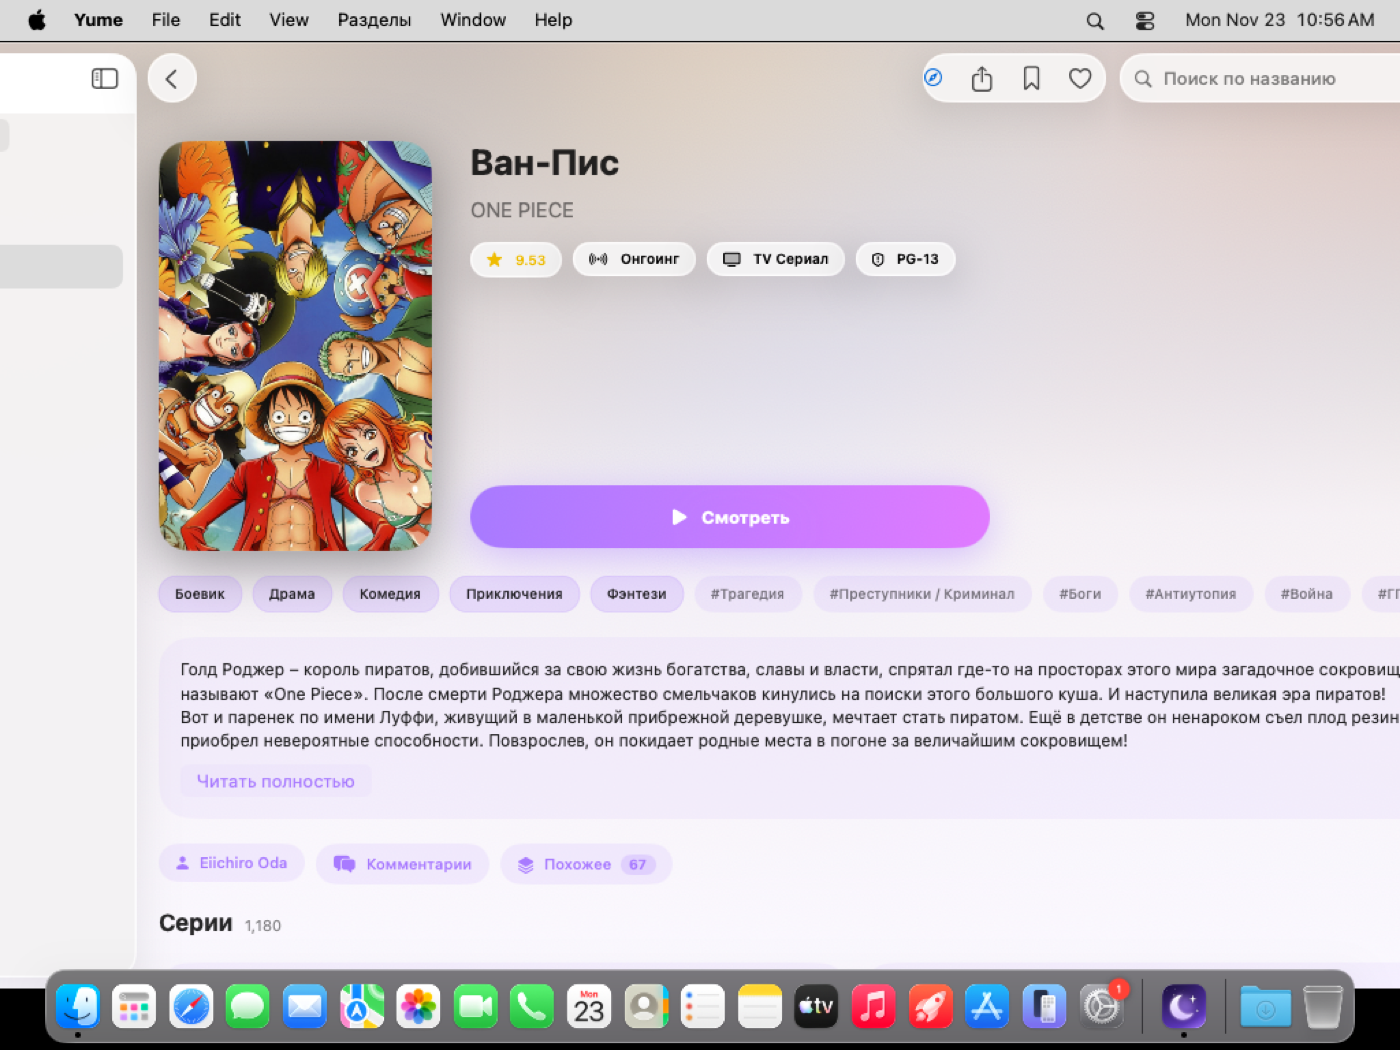 Yume File Edit View Разделы Window Help Mon Nov 23 10:56 AM
Поиск по названию
Ван-Пис
ONE PIECE
9.53 Онгоинг TV Сериал PG-13
Смотреть
Боевик Драма Комедия Приключения Фэнтези #Трагедия #Преступники / Криминал #Боги #Антиутопия #Война
Голд Роджер – король пиратов, добившийся за свою жизнь богатства, славы и власти, спрятал где-то на просторах этого мира загадочное сокровищ
называют «One Piece». После смерти Роджера множество смельчаков кинулись на поиски этого большого куша. И наступила великая эра пиратов!
Вот и паренек по имени Луффи, живущий в маленькой прибрежной деревушке, мечтает стать пиратом. Ещё в детстве он ненароком съел плод резин
приобрел невероятные способности. Повзрослев, он покидает родные места в погоне за величайшим сокровищем!
Читать полностью
Eiichiro Oda Комментарии Похожее 67
Серии 1,180
Mon
23
tv
1